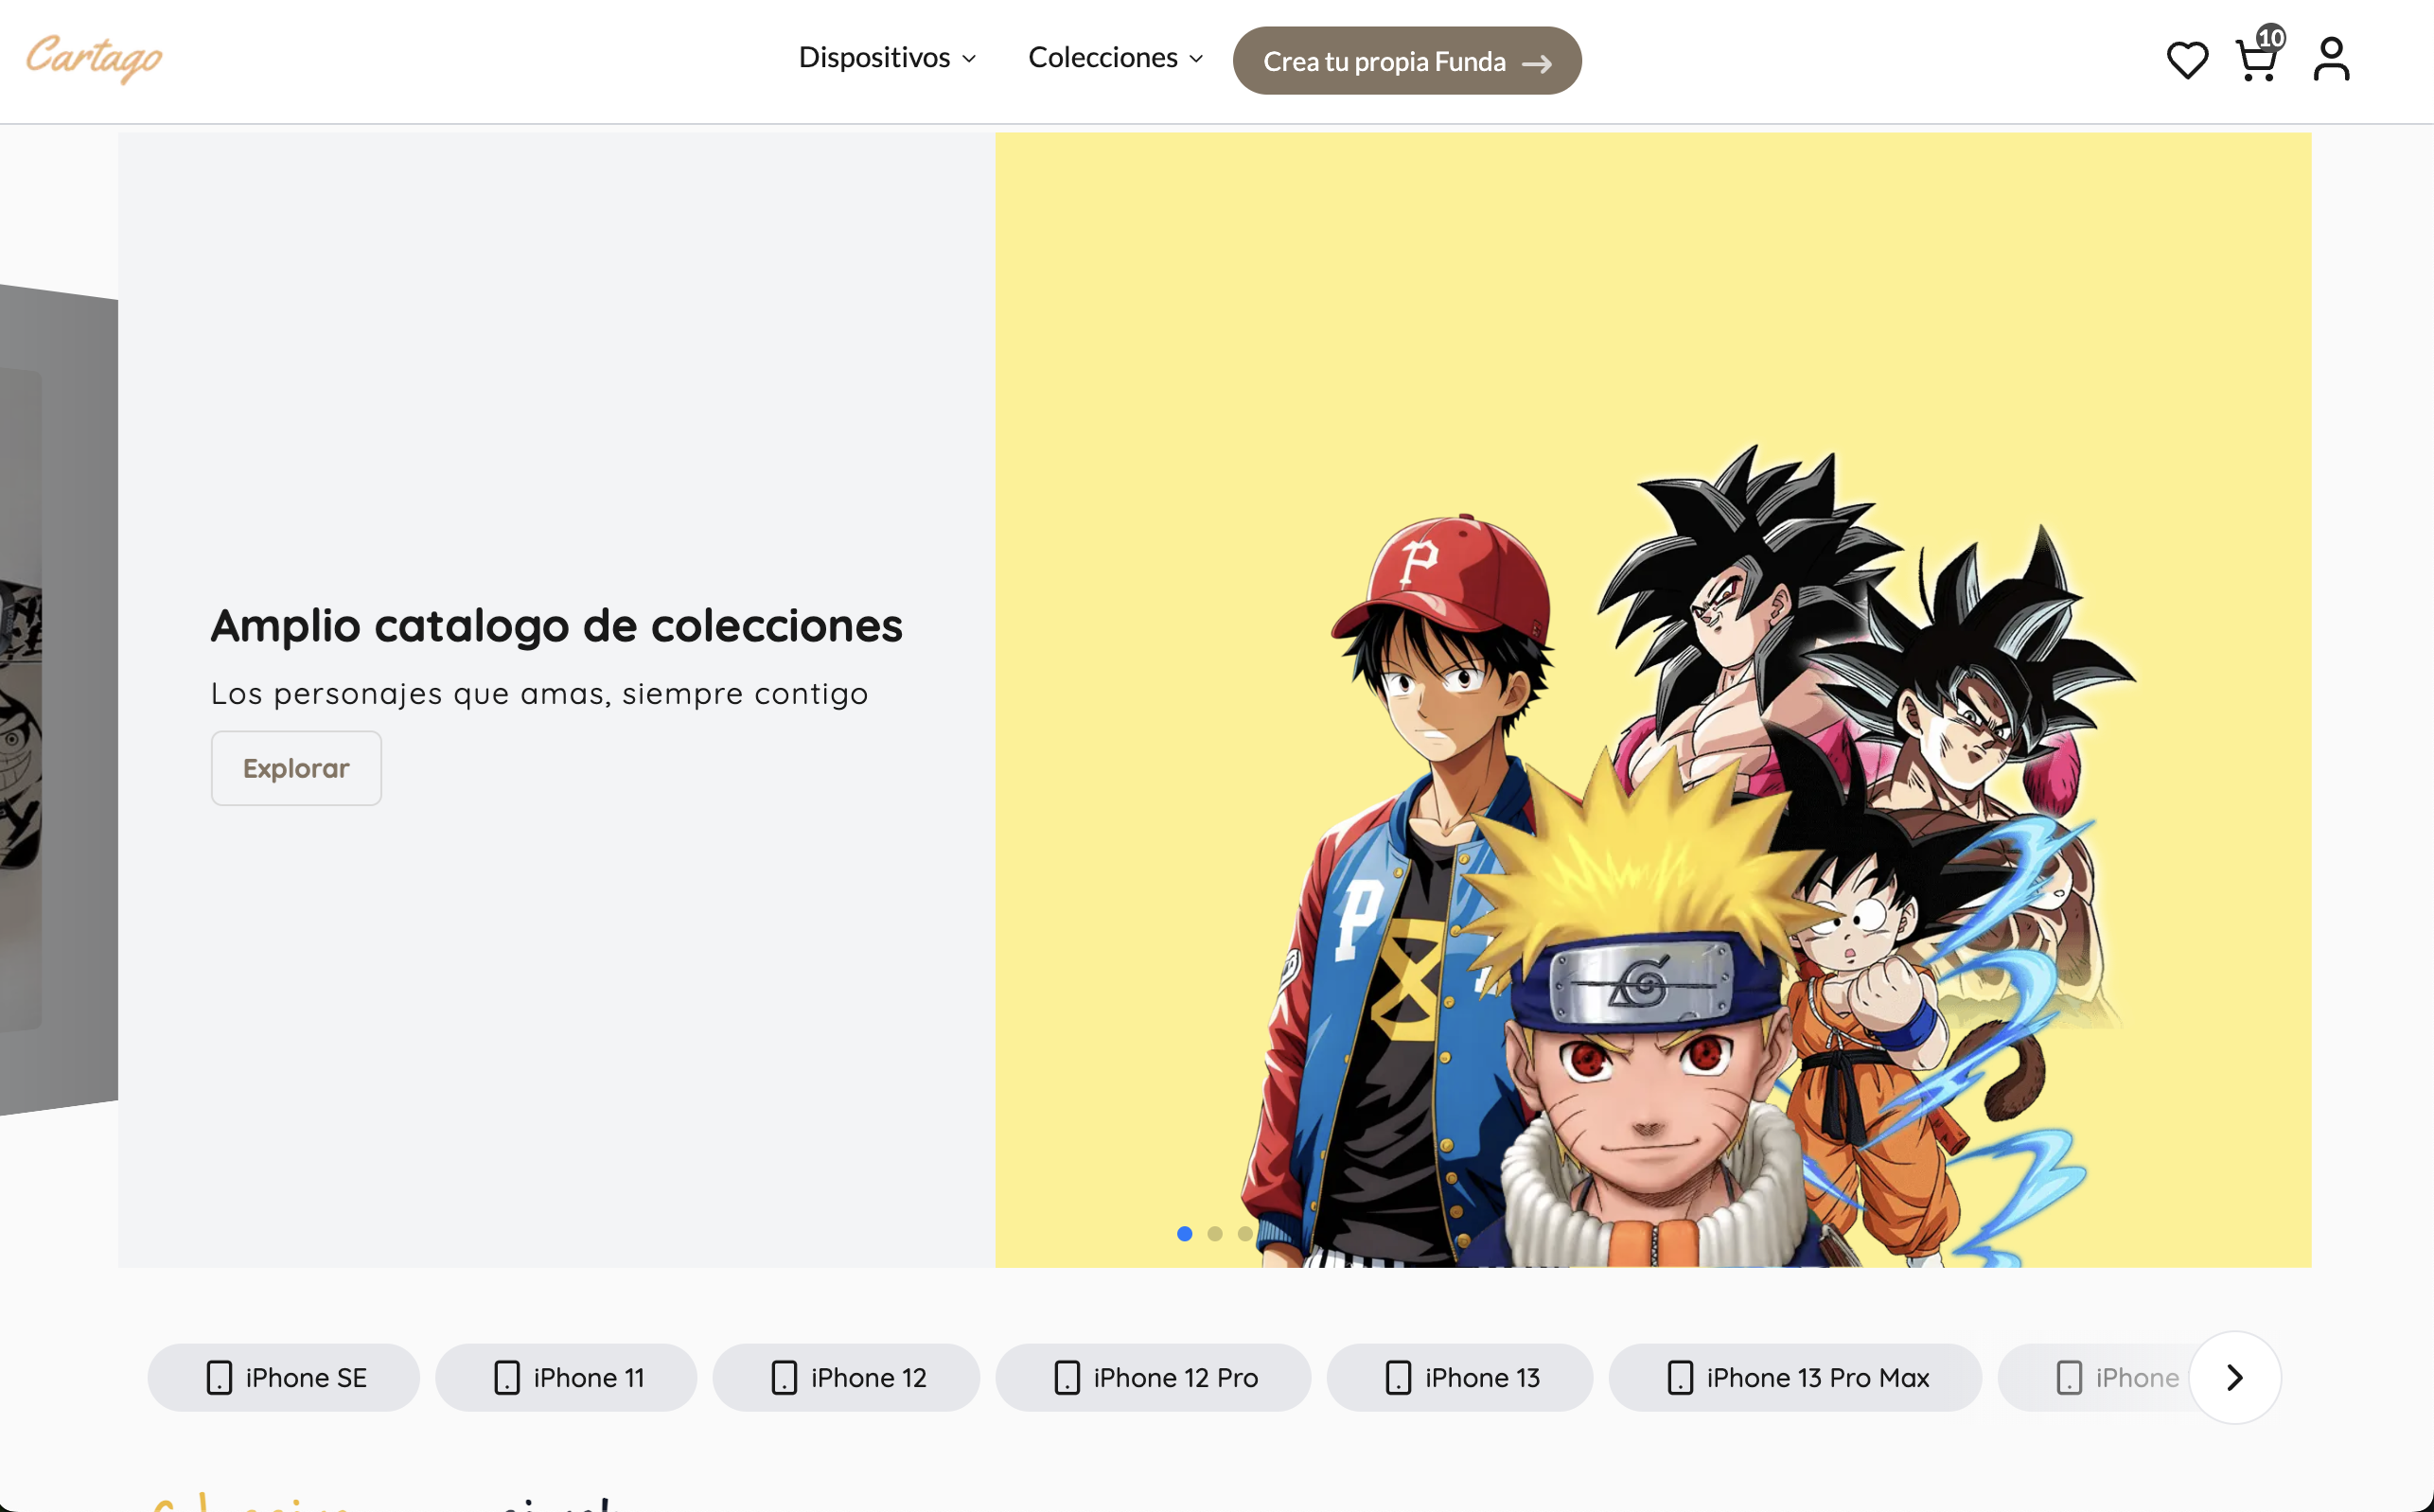 Cartago
Dispositivos
Colecciones
Crea tu propia Funda
10
Amplio catalogo de colecciones
Los personajes que amas, siempre contigo
Explorar
P
P
iPhone SE
iPhone 11
iPhone 12
iPhone 12 Pro
iPhone 13
iPhone 13 Pro Max
iPhone